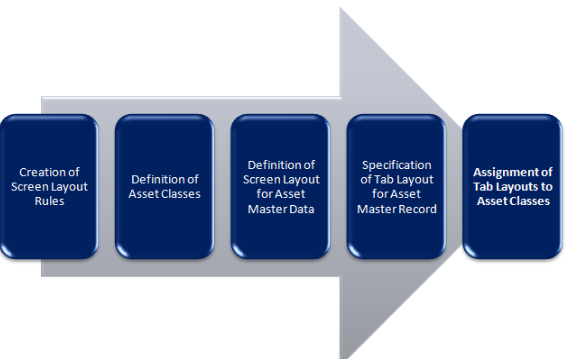 Creation of
Screen Layout
Rules
Definition of
Asset Classes
Definition of
Screen Layout
for Asset
Master Data
Specification
of Tab Layout
for Asset
Master Record
Assignment of
Tab Layouts to
Asset Classes